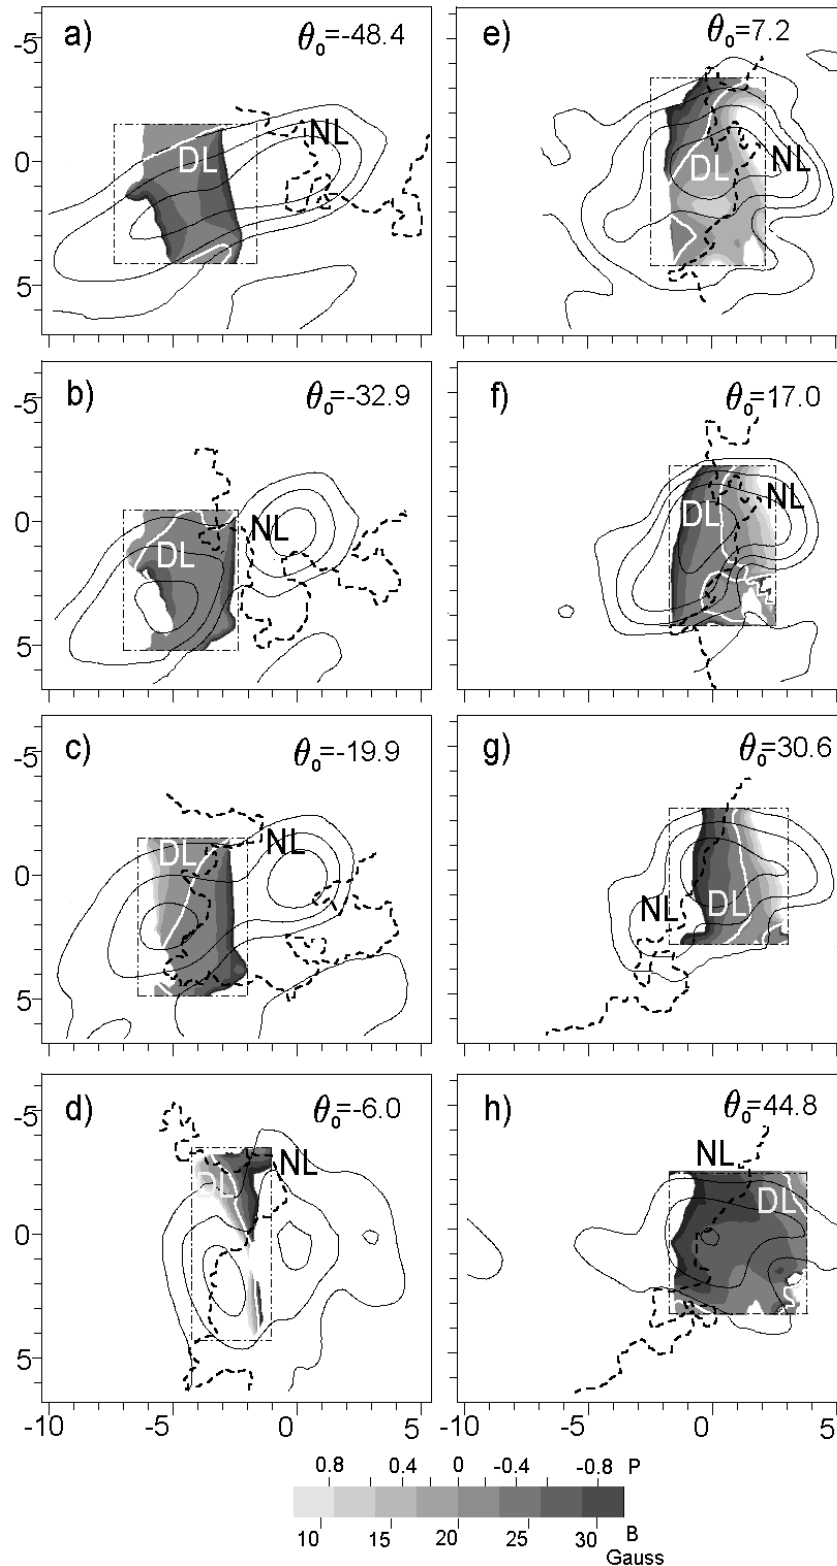 a) θ₀=-48.4
NL
DL
-5
0
5
b) θ₀=-32.9
NL
DL
-5
0
5
c) θ₀=-19.9
NL
DL
-5
0
5
d) θ₀=-6.0
NL
DL
-5
0
5
-10 -5 0 5
e) θ₀=7.2
NL
DL
f) θ₀=17.0
NL
DL
g) θ₀=30.6
NL
DL
h) θ₀=44.8
NL
DL
-10 -5 0 5
0.8 0.4 0 -0.4 -0.8 P
10 15 20 25 30 B
Gauss